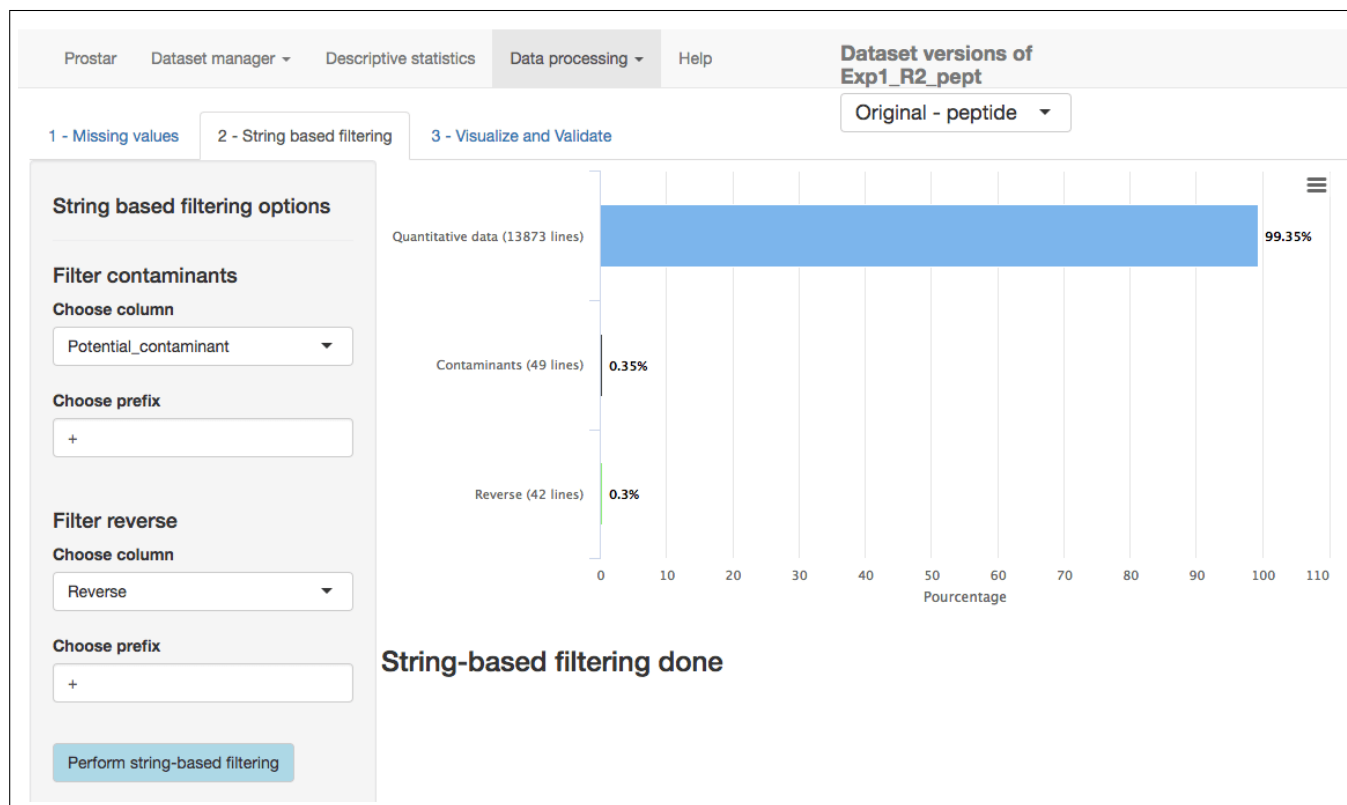 Prostar Dataset manager Descriptive statistics Data processing Help
Dataset versions of
Exp1_R2_pept
Original - peptide
1 - Missing values 2 - String based filtering 3 - Visualize and Validate
String based filtering options
Filter contaminants
Choose column
Potential_contaminant
Choose prefix
+
Filter reverse
Choose column
Reverse
Choose prefix
+
Perform string-based filtering
Quantitative data (13873 lines) 99.35%
Contaminants (49 lines) 0.35%
Reverse (42 lines) 0.3%
0 10 20 30 40 50 60 70 80 90 100 110
Pourcentage
String-based filtering done